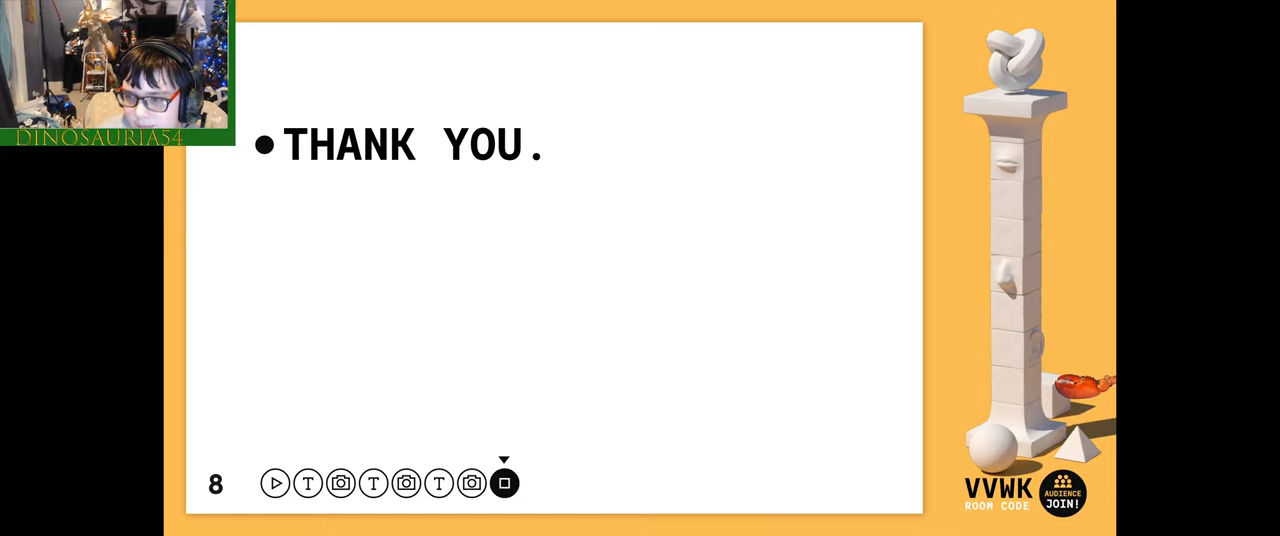 DINOSAURIA54
• THANK YOU.
8
T T T
VVWK
ROOM CODE
AUDIENCE
JOIN!